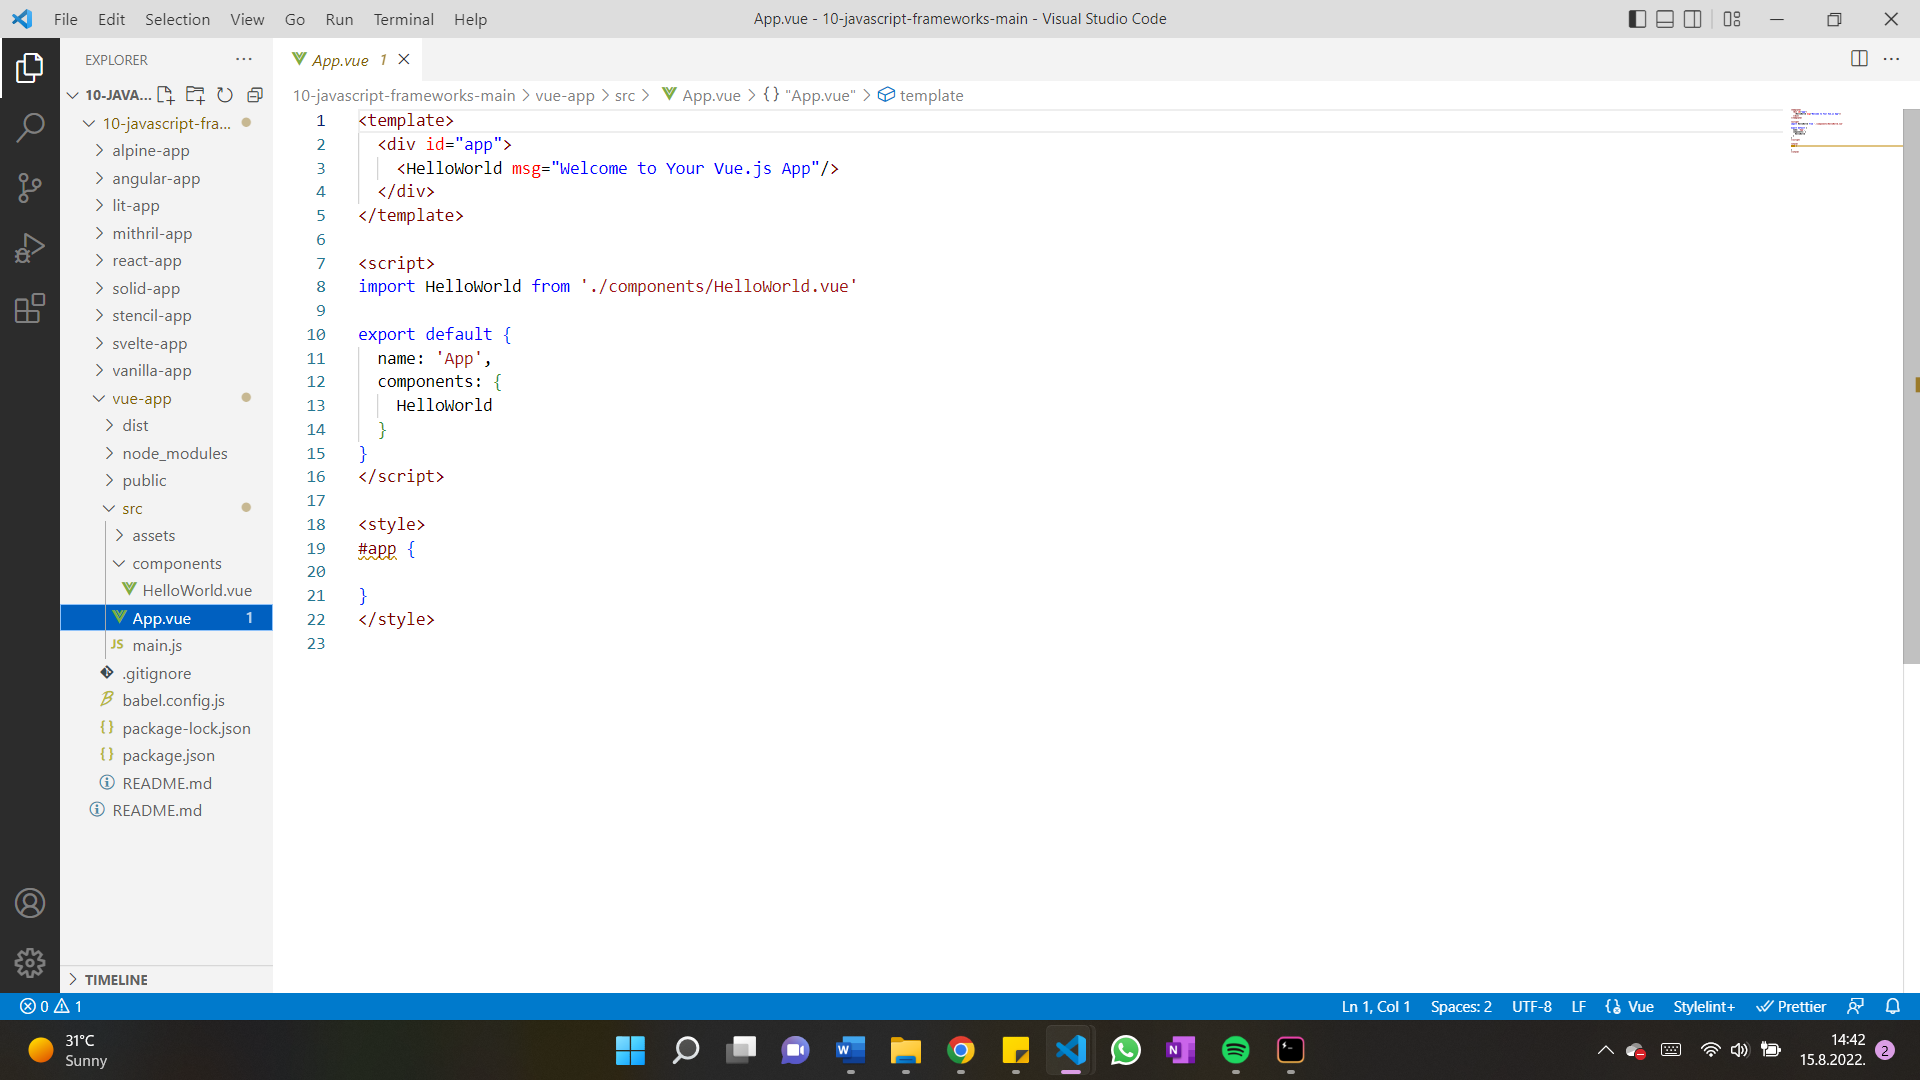 File Edit Selection View Go Run Terminal Help
App.vue - 10-javascript-frameworks-main - Visual Studio Code
EXPLORER
10-JAVA...
10-javascript-fra...
alpine-app
angular-app
lit-app
mithril-app
react-app
solid-app
stencil-app
svelte-app
vanilla-app
vue-app
dist
node_modules
public
src
assets
components
HelloWorld.vue
App.vue 1
JS main.js
.gitignore
babel.config.js
{} package-lock.json
{} package.json
README.md
README.md
TIMELINE
App.vue 1
10-javascript-frameworks-main > vue-app > src > App.vue > {} "App.vue" > template
1 <template>
2 <div id="app">
3 <HelloWorld msg="Welcome to Your Vue.js App"/>
4 </div>
5 </template>
6
7 <script>
8 import HelloWorld from './components/HelloWorld.vue'
9
10 export default {
11 name: 'App',
12 components: {
13 HelloWorld
14 }
15 }
16 </script>
17
18 <style>
19 #app {
20
21 }
22 </style>
23
0 1
Ln 1, Col 1 Spaces: 2 UTF-8 LF Vue Stylelint+ Prettier
31°C
Sunny
14:42
15.8.2022.
2